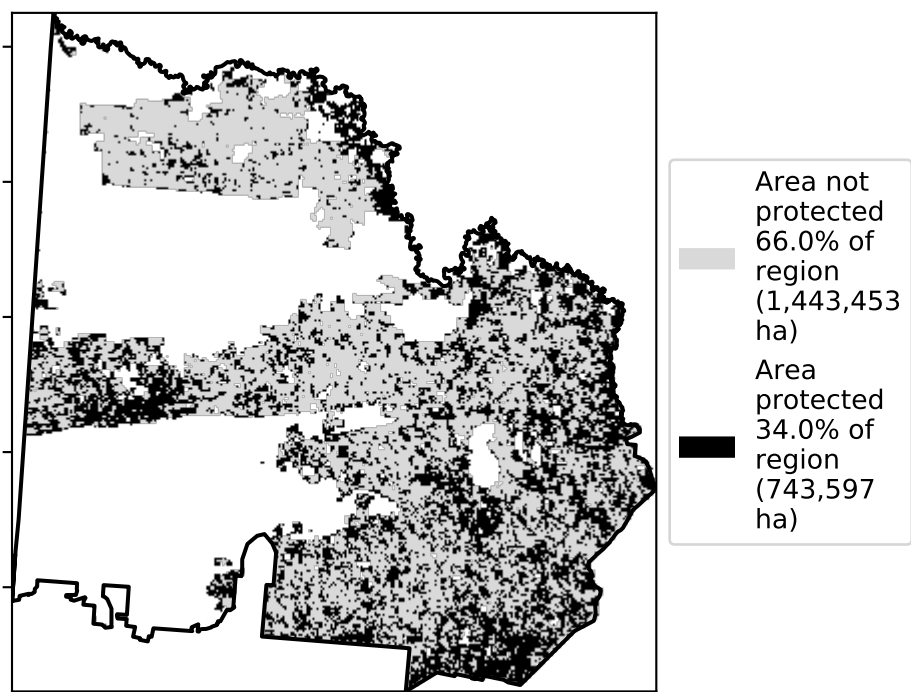 Area not
protected
66.0% of
region
(1,443,453
ha)
Area
protected
34.0% of
region
(743,597
ha)